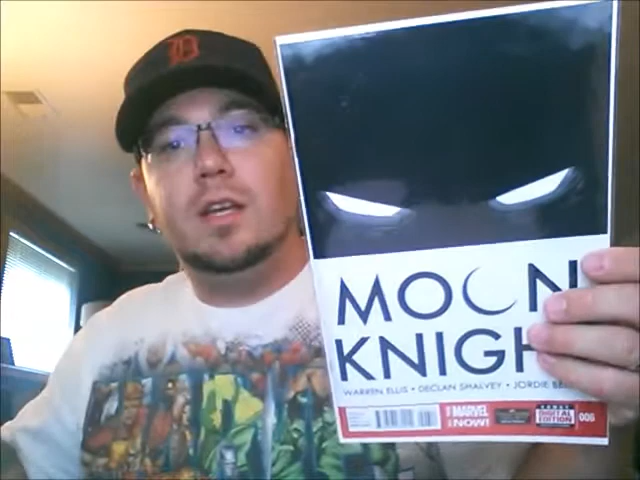 D
MOON
KNIGH
WARREN ELLIS • DECLAN SHALVEY • JORDIE BE
MARVEL
NOW!
DIGITAL
EDITION
006